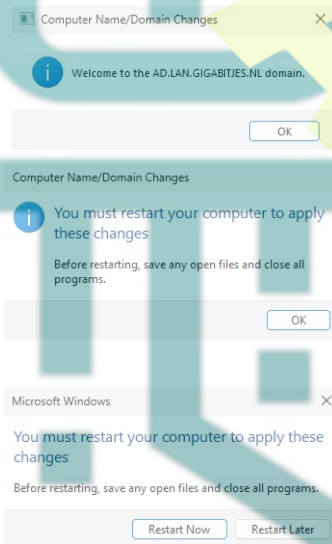 Computer Name/Domain Changes
Welcome to the AD.LAN.GIGABITJES.NL domain.
OK
Computer Name/Domain Changes
You must restart your computer to apply
these changes
Before restarting, save any open files and close all
programs.
OK
Microsoft Windows
You must restart your computer to apply these
changes
Before restarting, save any open files and close all programs.
Restart Now Restart Later